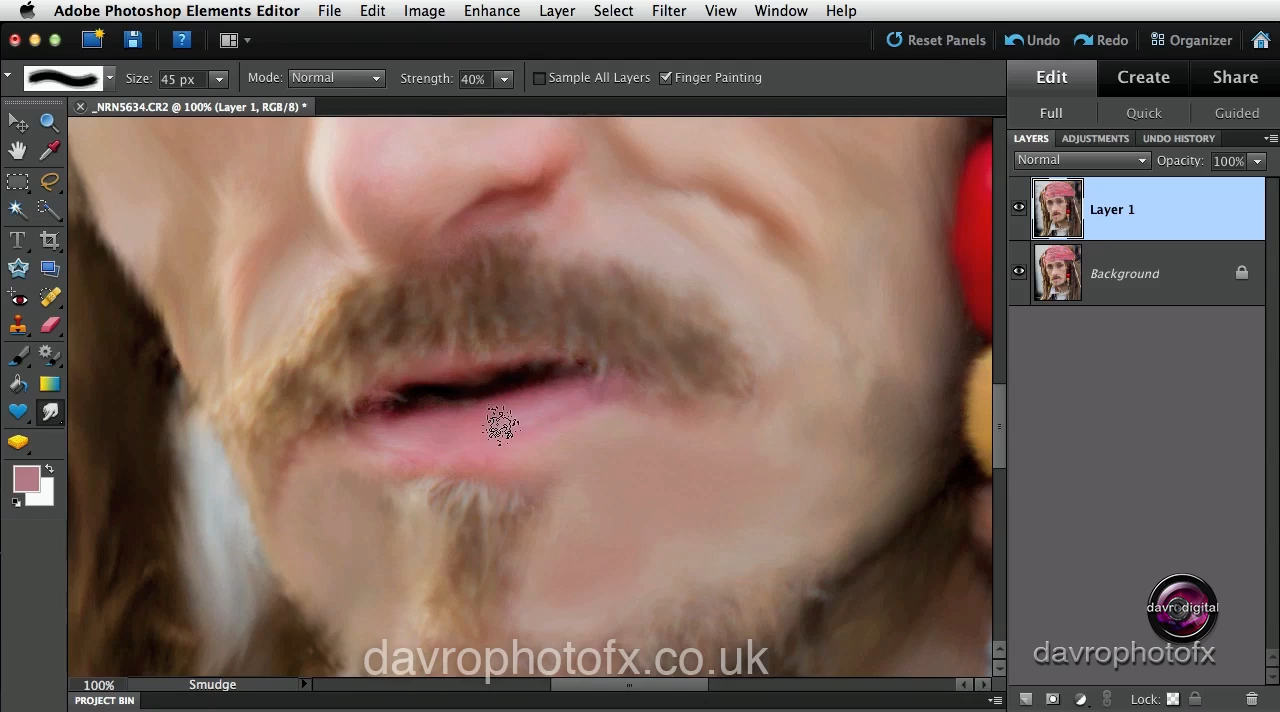 Adobe Photoshop Elements Editor File Edit Image Enhance Layer Select Filter View Window Help
? Reset Panels Undo Redo Organizer
Size: 45 px Mode: Normal Strength: 40% Sample All Layers Finger Painting
Edit Create Share
_NRN5634.CR2 @ 100% (Layer 1, RGB/8) *
Full Quick Guided
LAYERS ADJUSTMENTS UNDO HISTORY
Normal Opacity: 100%
Layer 1
Background
T
davro digital
davrophotofx.co.uk
davrophotofx
100% Smudge
PROJECT BIN
Lock: